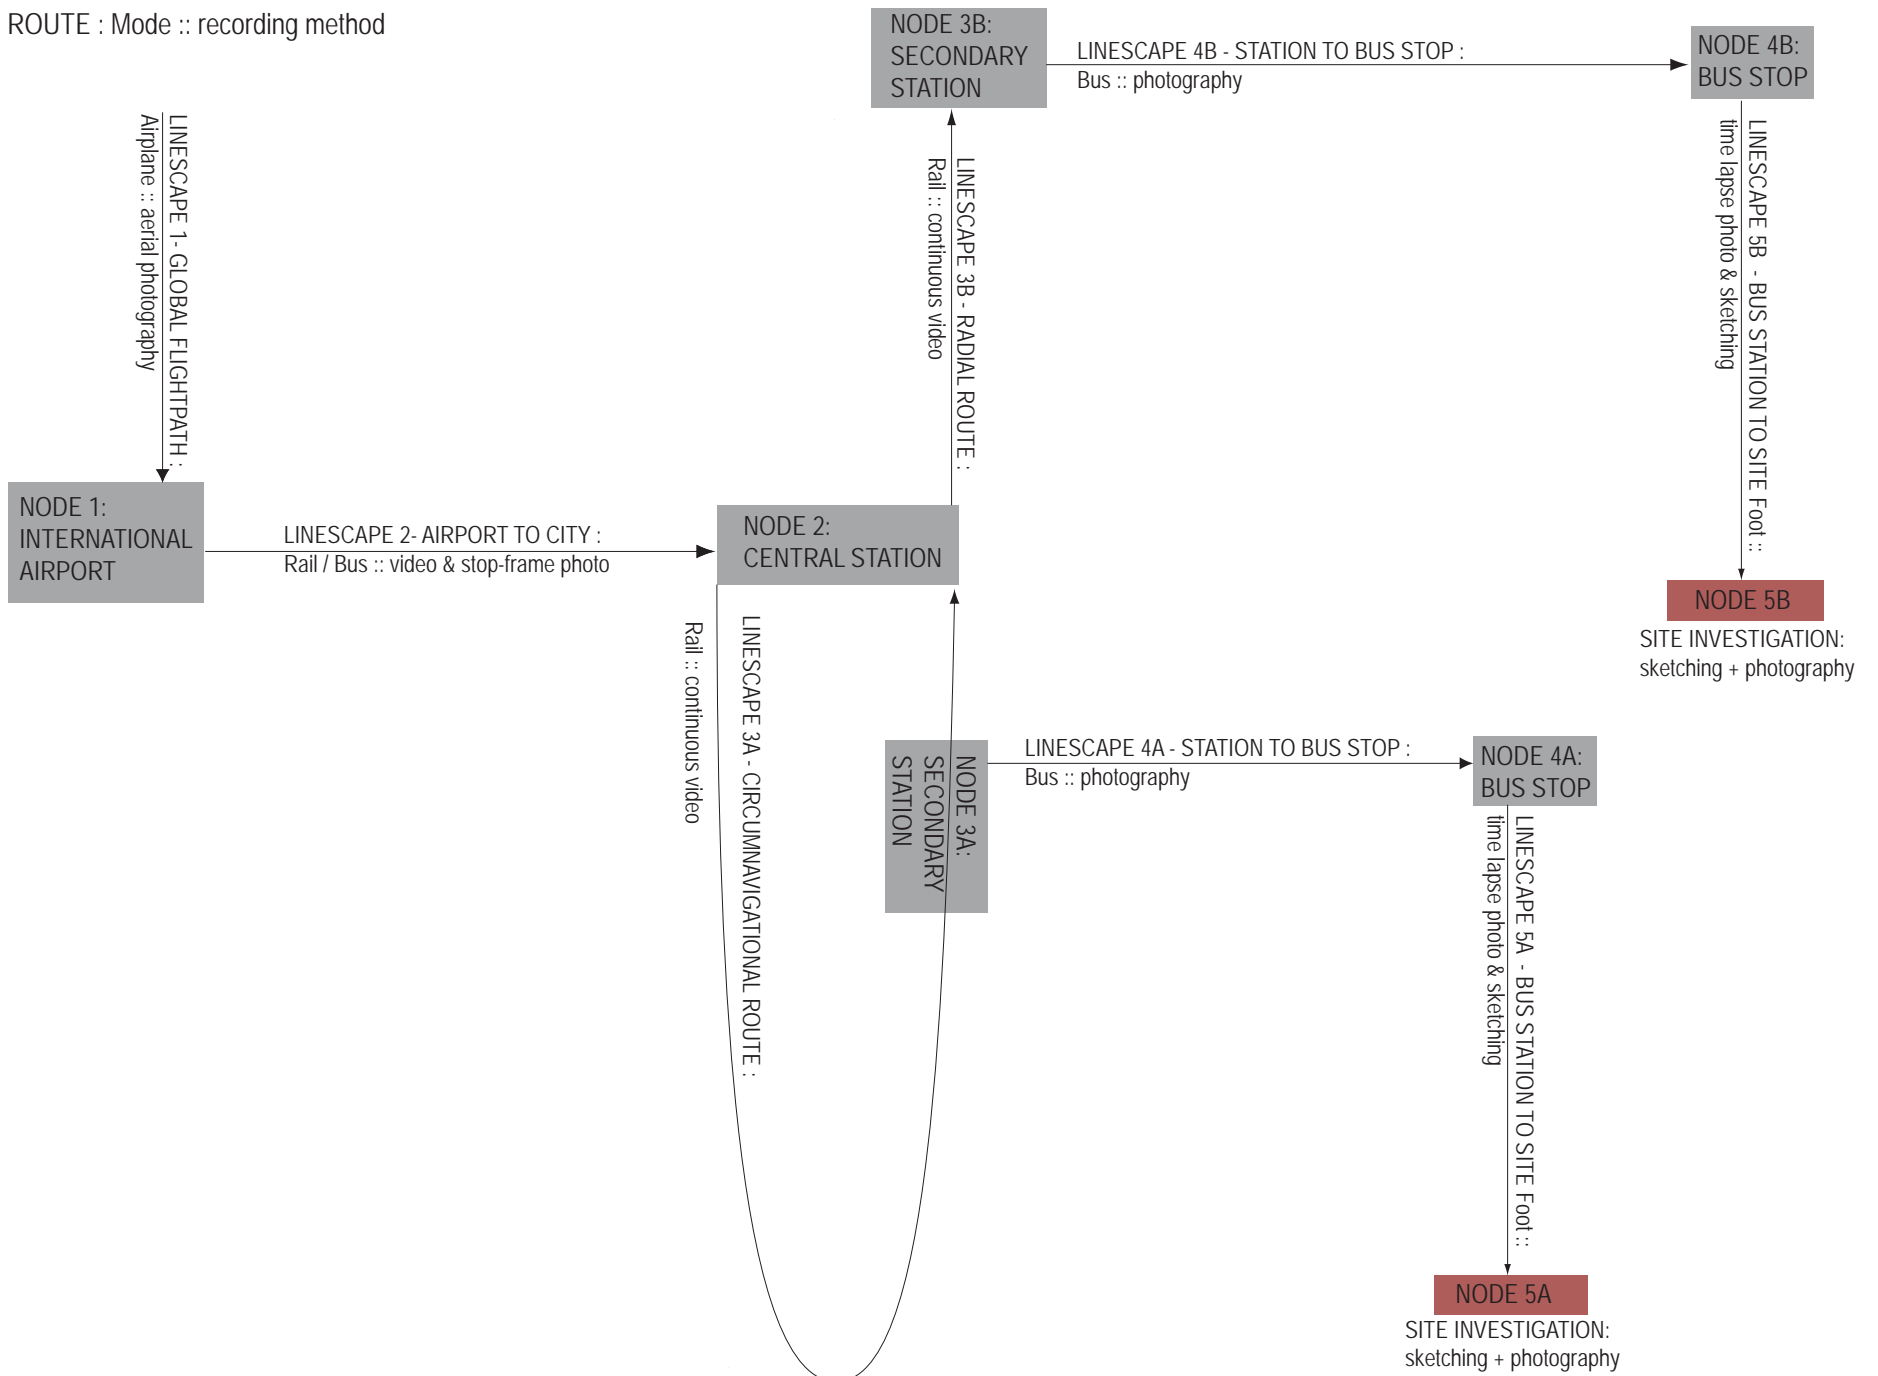 ROUTE : Mode :: recording method
NODE 3B:
SECONDARY
STATION
LINESCAPE 4B - STATION TO BUS STOP :
Bus :: photography
NODE 4B:
BUS STOP
LINESCAPE 1- GLOBAL FLIGHTPATH :
Airplane :: aerial photography
LINESCAPE 3B - RADIAL ROUTE :
Rail :: continuous video
LINESCAPE 5B - BUS STATION TO SITE Foot ::
time lapse photo & sketching
NODE 1:
INTERNATIONAL
AIRPORT
LINESCAPE 2- AIRPORT TO CITY :
Rail / Bus :: video & stop-frame photo
NODE 2:
CENTRAL STATION
NODE 5B
SITE INVESTIGATION:
sketching + photography
LINESCAPE 3A - CIRCUMNAVIGATIONAL ROUTE :
Rail :: continuous video
NODE 3A:
SECONDARY
STATION
LINESCAPE 4A - STATION TO BUS STOP :
Bus :: photography
NODE 4A:
BUS STOP
LINESCAPE 5A - BUS STATION TO SITE Foot ::
time lapse photo & sketching
NODE 5A
SITE INVESTIGATION:
sketching + photography